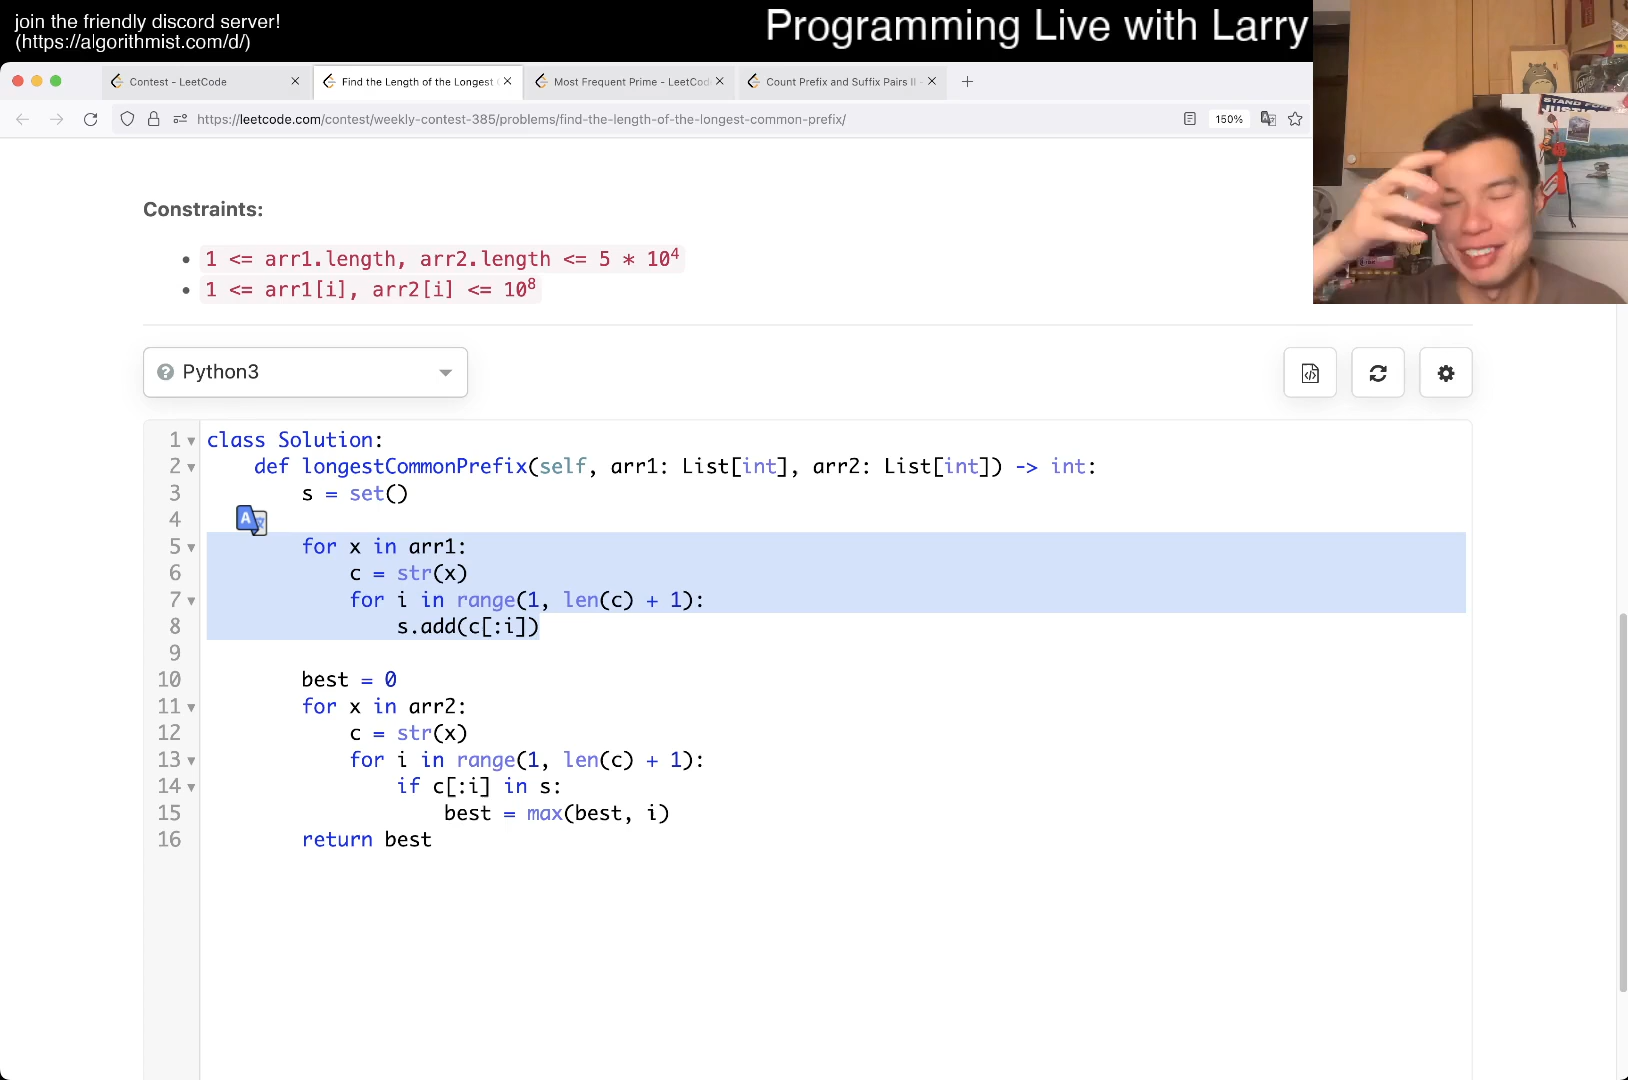 join the friendly discord server!
(https://algorithmist.com/d/)
Programming Live with Larry
Contest - LeetCode
Find the Length of the Longest
Most Frequent Prime - LeetCod
Count Prefix and Suffix Pairs II -
https://leetcode.com/contest/weekly-contest-385/problems/find-the-length-of-the-longest-common-prefix/
150%
STAND
Constraints:
1 <= arr1.length, arr2.length <= 5 * 10⁴
1 <= arr1[i], arr2[i] <= 10⁸
Python3
1 class Solution:
2     def longestCommonPrefix(self, arr1: List[int], arr2: List[int]) -> int:
3         s = set()
4
5         for x in arr1:
6             c = str(x)
7             for i in range(1, len(c) + 1):
8                 s.add(c[:i])
9
10         best = 0
11         for x in arr2:
12             c = str(x)
13             for i in range(1, len(c) + 1):
14                 if c[:i] in s:
15                     best = max(best, i)
16         return best